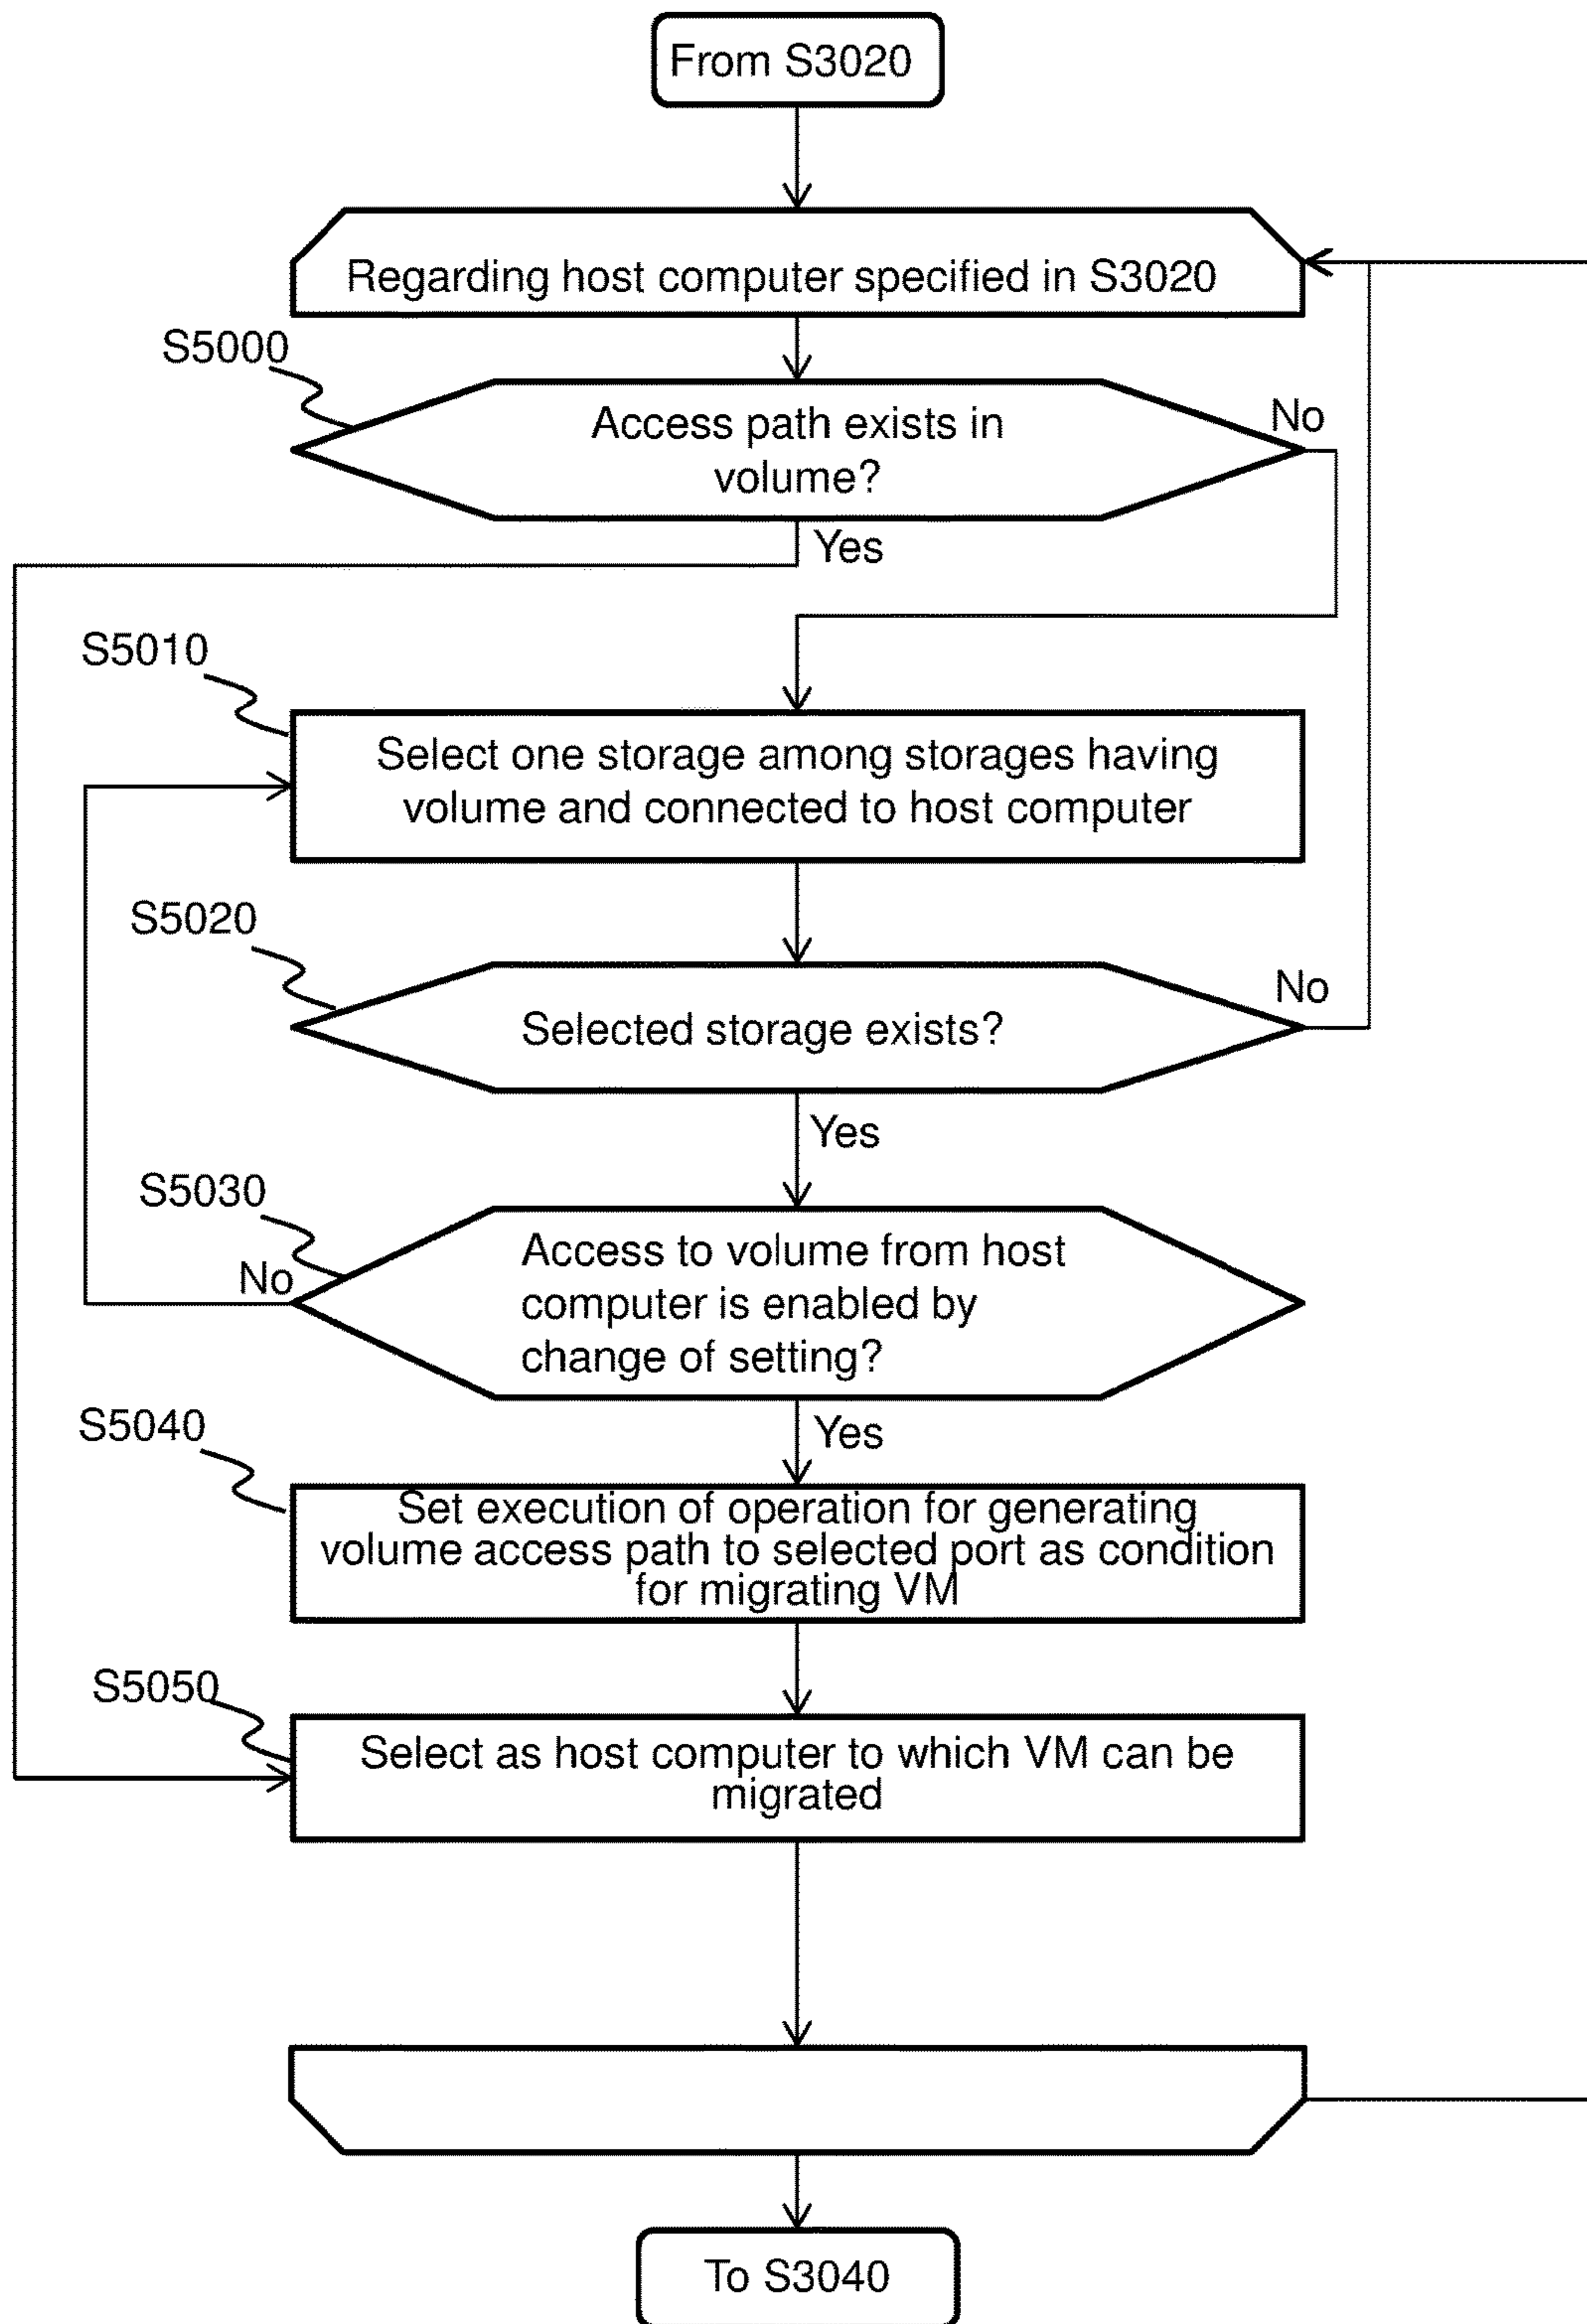 From S3020
Regarding host computer specified in S3020
S5000
Access path exists in
volume?
No
Yes
S5010
Select one storage among storages having
volume and connected to host computer
S5020
Selected storage exists?
No
Yes
S5030
Access to volume from host
computer is enabled by
change of setting?
No
Yes
S5040
Set execution of operation for generating
volume access path to selected port as condition
for migrating VM
S5050
Select as host computer to which VM can be
migrated
To S3040